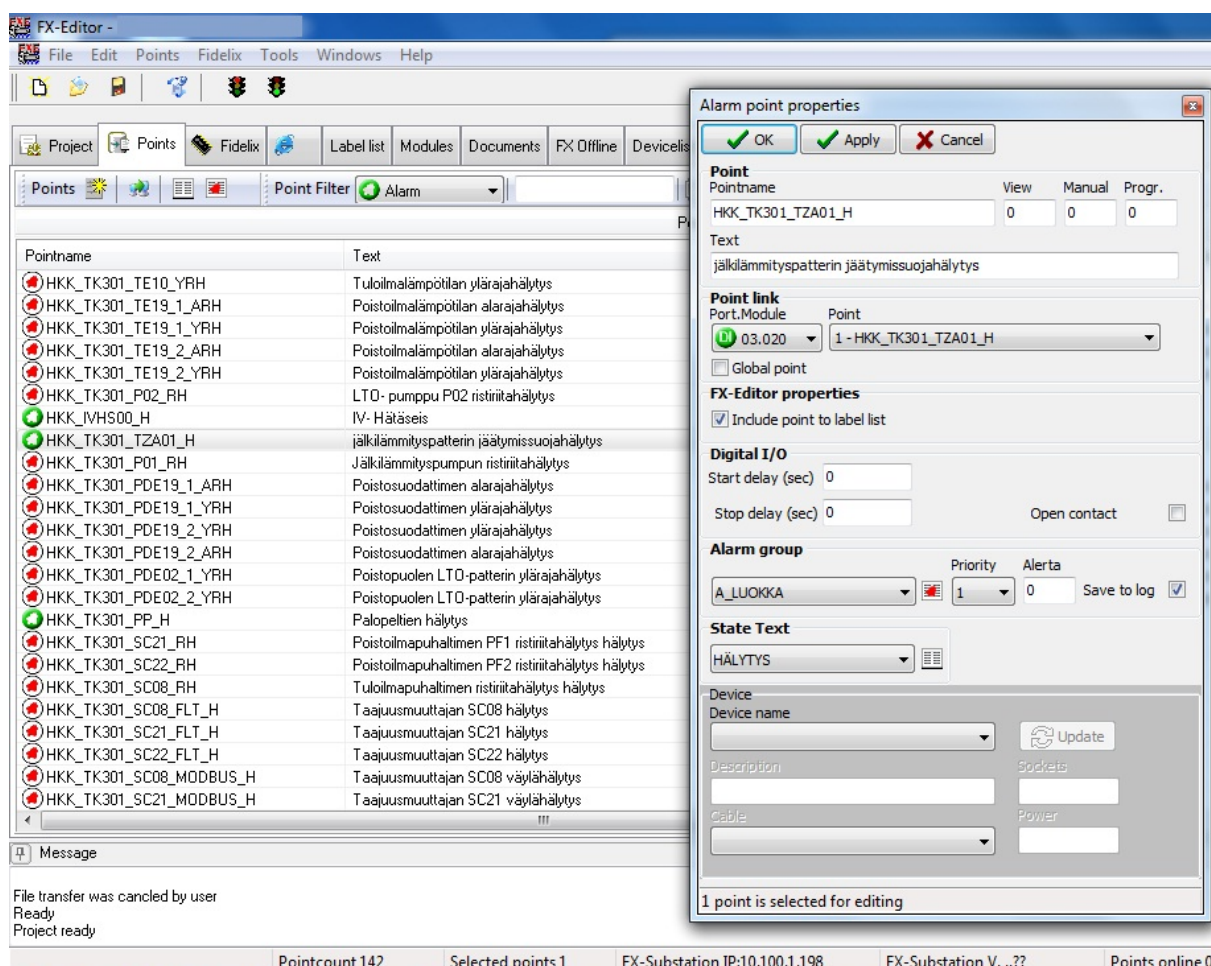 FX-Editor -
File Edit Points Fidelix Tools Windows Help
Project Points Fidelix Label list Modules Documents FX Offline Devicelis
Points Point Filter Alarm
Pointname Text
HKK_TK301_TE10_YRH Tuloilmalämpötilan ylärajahälytys
HKK_TK301_TE19_1_ARH Poistoilmalämpötilan alarajahälytys
HKK_TK301_TE19_1_YRH Poistoilmalämpötilan ylärajahälytys
HKK_TK301_TE19_2_ARH Poistoilmalämpötilan alarajahälytys
HKK_TK301_TE19_2_YRH Poistoilmalämpötilan ylärajahälytys
HKK_TK301_P02_RH LTO- pumppu P02 ristiriitahälytys
HKK_IVHS00_H IV- Hätäseis
HKK_TK301_TZA01_H jälkilämmityspatterin jäätymissuojahälytys
HKK_TK301_P01_RH Jälkilämmityspumpun ristiriitahälytys
HKK_TK301_PDE19_1_ARH Poistosuodattimen alarajahälytys
HKK_TK301_PDE19_1_YRH Poistosuodattimen ylärajahälytys
HKK_TK301_PDE19_2_YRH Poistosuodattimen ylärajahälytys
HKK_TK301_PDE19_2_ARH Poistosuodattimen alarajahälytys
HKK_TK301_PDE02_1_YRH Poistopuolen LTO-patterin ylärajahälytys
HKK_TK301_PDE02_2_YRH Poistopuolen LTO-patterin ylärajahälytys
HKK_TK301_PP_H Palopeltien hälytys
HKK_TK301_SC21_RH Poistoilmapuhaltimen PF1 ristiriitahälytys hälytys
HKK_TK301_SC22_RH Poistoilmapuhaltimen PF2 ristiriitahälytys hälytys
HKK_TK301_SC08_RH Tuloilmapuhaltimen ristiriitahälytys hälytys
HKK_TK301_SC08_FLT_H Taajuusmuuttajan SC08 hälytys
HKK_TK301_SC21_FLT_H Taajuusmuuttajan SC21 hälytys
HKK_TK301_SC22_FLT_H Taajuusmuuttajan SC22 hälytys
HKK_TK301_SC08_MODBUS_H Taajuusmuuttajan SC08 väylähälytys
HKK_TK301_SC21_MODBUS_H Taajuusmuuttajan SC21 väylähälytys
Message
File transfer was cancled by user
Ready
Project ready
Pointcount 142 Selected points 1 FX-Substation IP:10.100.1.198 FX-Substation V. ..?? Points online 0
Alarm point properties
OK Apply Cancel
Point
Pointname View Manual Progr.
HKK_TK301_TZA01_H 0 0 0
Text
jälkilämmityspatterin jäätymissuojahälytys
Point link
Port.Module Point
DI 03.020 1 - HKK_TK301_TZA01_H
Global point
FX-Editor properties
Include point to label list
Digital I/O
Start delay (sec) 0
Stop delay (sec) 0 Open contact
Alarm group
Priority Alerta
A_LUOKKA 1 0 Save to log
State Text
HÄLYTYS
Device
Device name
Update
Description Sockets
Cable Power
1 point is selected for editing